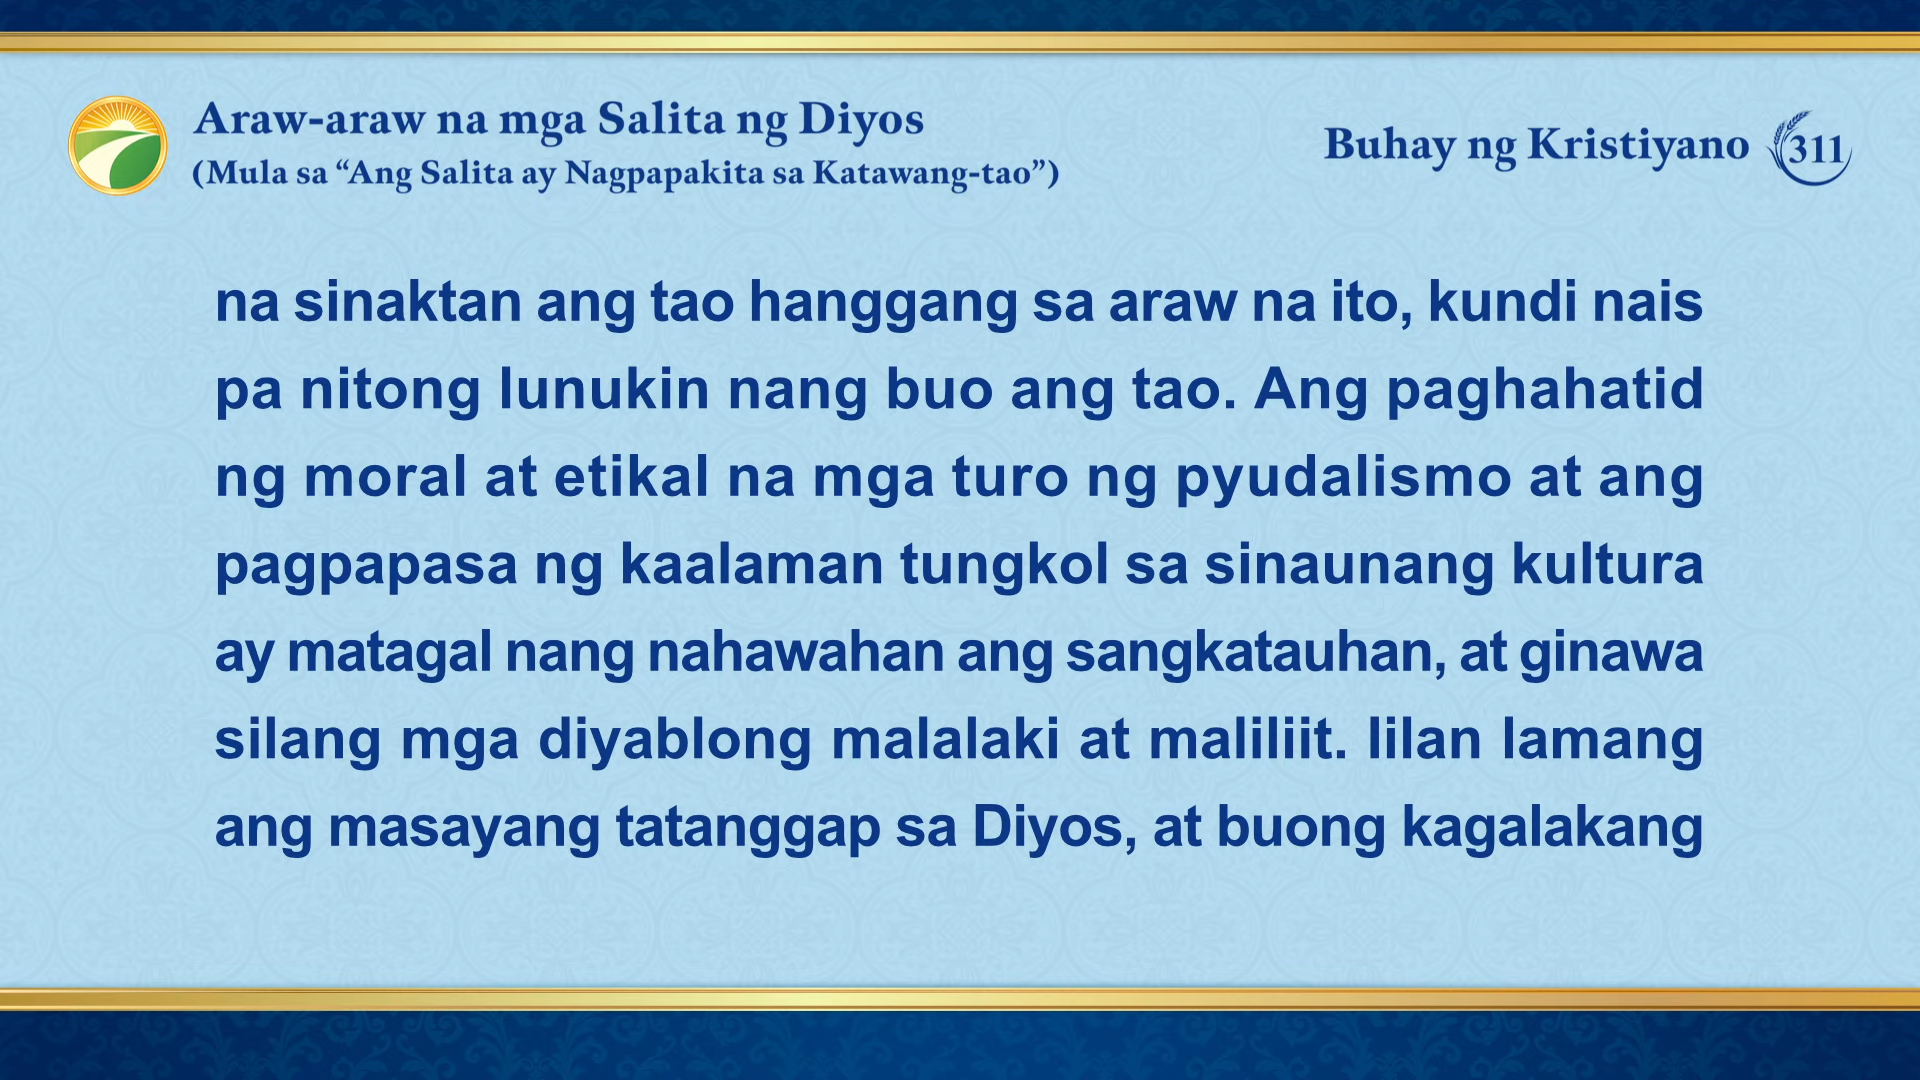 Araw-araw na mga Salita ng Diyos
(Mula sa “Ang Salita ay Nagpapakita sa Katawang-tao”)
Buhay ng Kristiyano 311
na sinaktan ang tao hanggang sa araw na ito, kundi nais
pa nitong lunukin nang buo ang tao. Ang paghahatid
ng moral at etikal na mga turo ng pyudalismo at ang
pagpapasa ng kaalaman tungkol sa sinaunang kultura
ay matagal nang nahawahan ang sangkatauhan, at ginawa
silang mga diyablong malalaki at maliliit. Iilan lamang
ang masayang tatanggap sa Diyos, at buong kagalakang